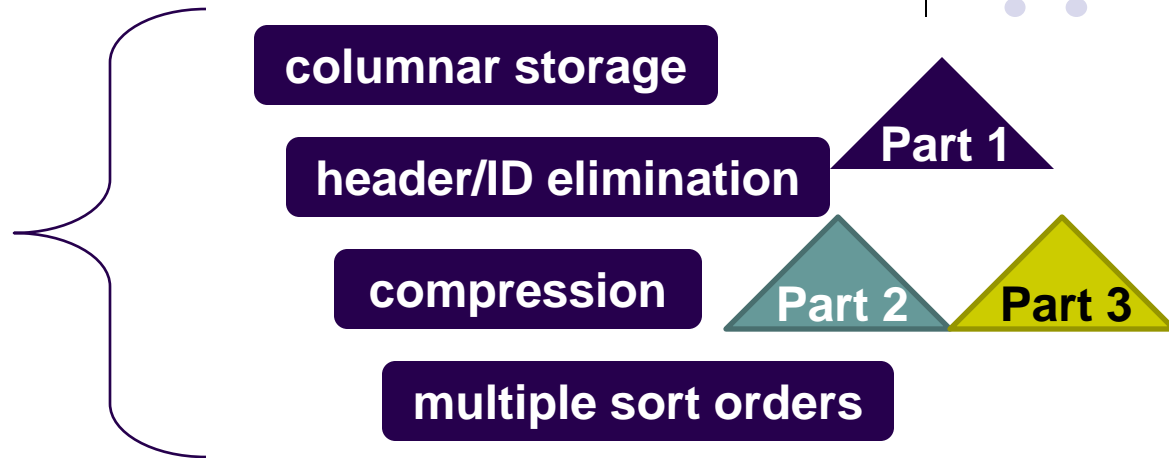 columnar storage
Part 1
header/ID elimination
compression
Part 2
Part 3
multiple sort orders